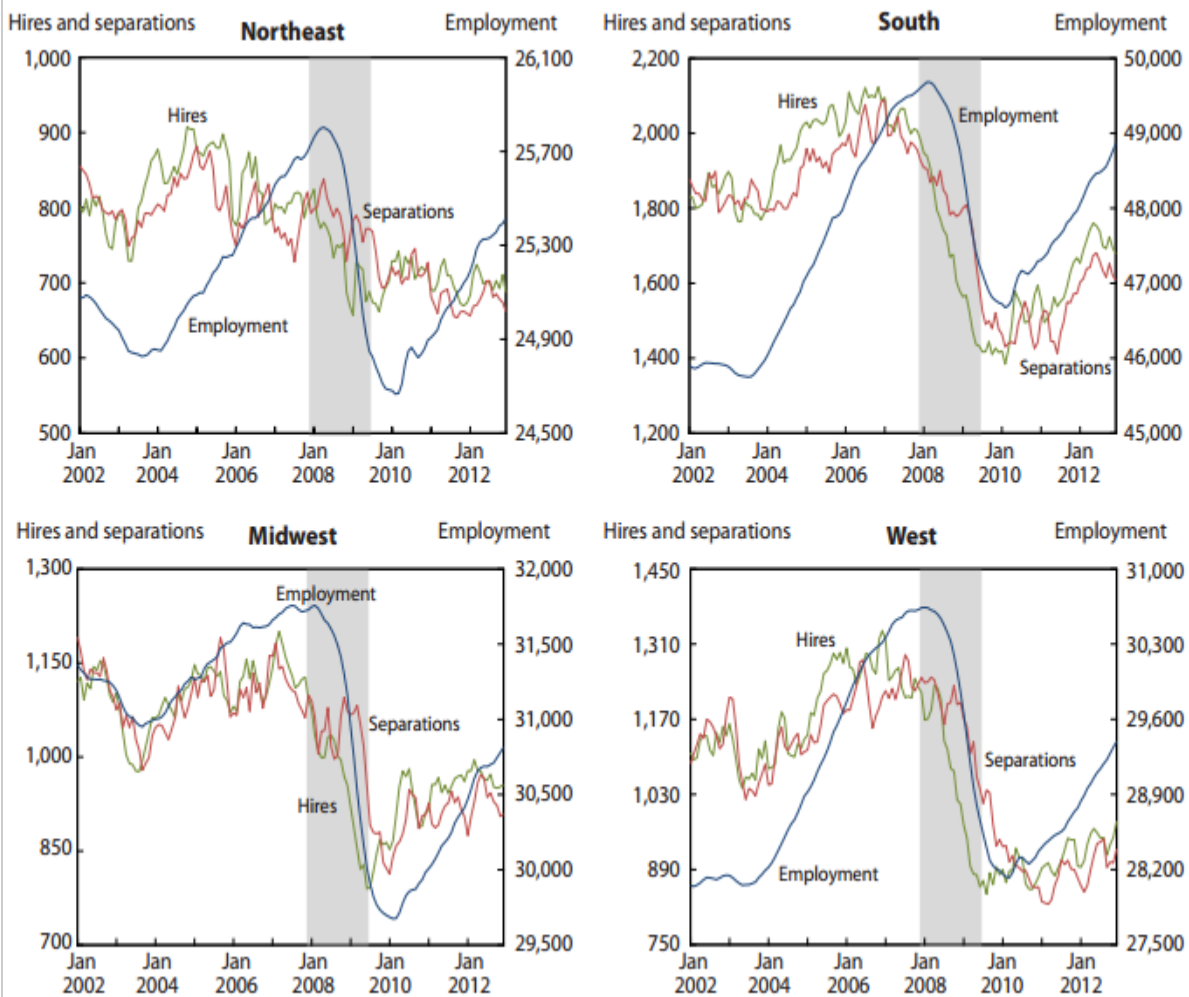 Hires and separations Northeast Employment
1,000 26,100
Hires
900
25,700
800
Separations
25,300
700
Employment
24,900
600
500 24,500
Jan Jan Jan Jan Jan Jan
2002 2004 2006 2008 2010 2012
Hires and separations South Employment
2,200 50,000
Hires
Employment
2,000 49,000
1,800 48,000
1,600 47,000
1,400 46,000
Separations
1,200 45,000
Jan Jan Jan Jan Jan Jan
2002 2004 2006 2008 2010 2012
Hires and separations Midwest Employment
1,300 32,000
Employment
31,500
1,150
31,000
Separations
1,000
30,500
Hires
850
30,000
700 29,500
Jan Jan Jan Jan Jan Jan
2002 2004 2006 2008 2010 2012
Hires and separations West Employment
1,450 31,000
Hires
1,310 30,300
1,170 29,600
Separations
1,030 28,900
890 28,200
Employment
750 27,500
Jan Jan Jan Jan Jan Jan
2002 2004 2006 2008 2010 2012